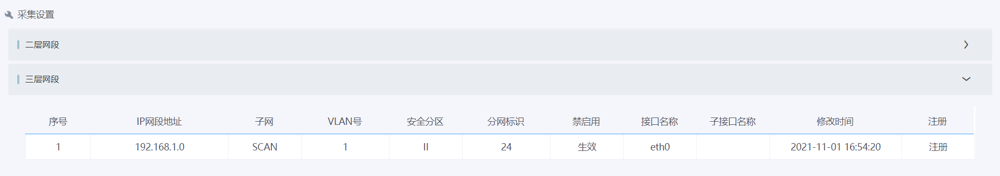 采集设置
二层网段
三层网段
序号 IP网段地址 子网 VLAN号 安全分区 分网标识 禁启用 接口名称 子接口名称 修改时间 注册
1 192.168.1.0 SCAN 1 II 24 生效 eth0 2021-11-01 16:54:20 注册